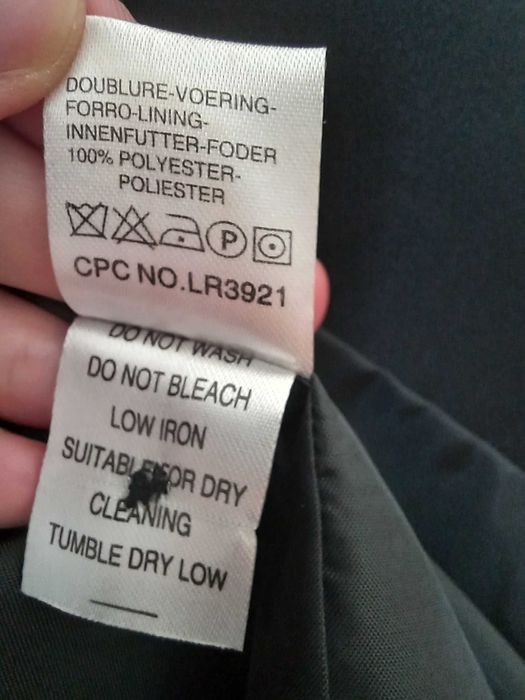 DOUBLURE-VOERING-
FORRO-LINING-
INNENFUTTER-FODER
100% POLYESTER-
POLIESTER
P
CPC NO.LR3921
DO NOT WASH
DO NOT BLEACH
LOW IRON
SUITABLE FOR DRY
CLEANING
TUMBLE DRY LOW